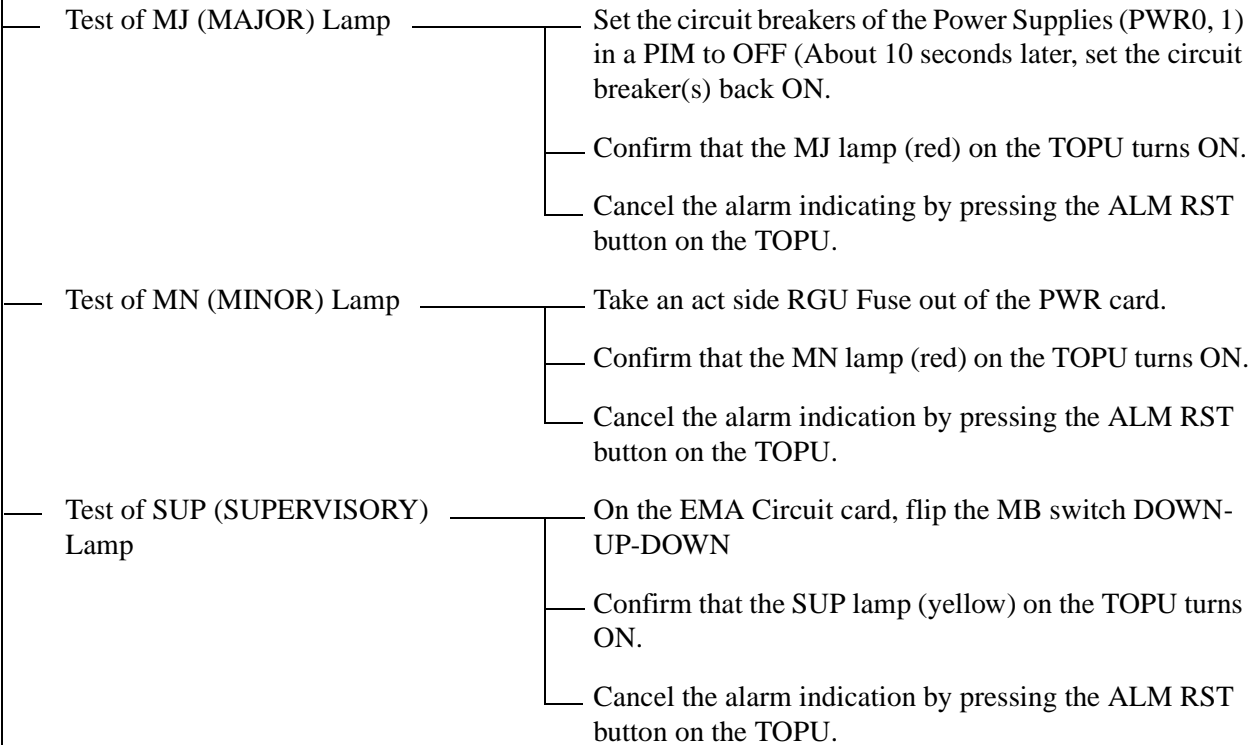 Test of MJ (MAJOR) Lamp
Set the circuit breakers of the Power Supplies (PWR0, 1)
in a PIM to OFF (About 10 seconds later, set the circuit
breaker(s) back ON.
Confirm that the MJ lamp (red) on the TOPU turns ON.
Cancel the alarm indicating by pressing the ALM RST
button on the TOPU.
Test of MN (MINOR) Lamp
Take an act side RGU Fuse out of the PWR card.
Confirm that the MN lamp (red) on the TOPU turns ON.
Cancel the alarm indication by pressing the ALM RST
button on the TOPU.
Test of SUP (SUPERVISORY)
Lamp
On the EMA Circuit card, flip the MB switch DOWN-
UP-DOWN
Confirm that the SUP lamp (yellow) on the TOPU turns
ON.
Cancel the alarm indication by pressing the ALM RST
button on the TOPU.